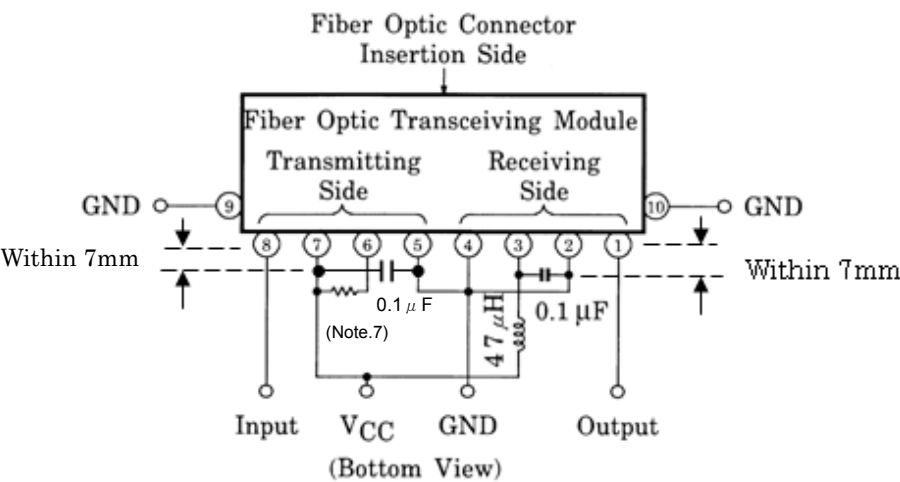 Fiber Optic Connector
Insertion Side
Fiber Optic Transceiving Module
Transmitting
Side
Receiving
Side
GND
9
10
GND
8
7
6
5
4
3
2
1
Within 7mm
Within 7mm
0.1 μ F
(Note.7)
47μH
0.1 μF
Input
VCC
GND
Output
(Bottom View)